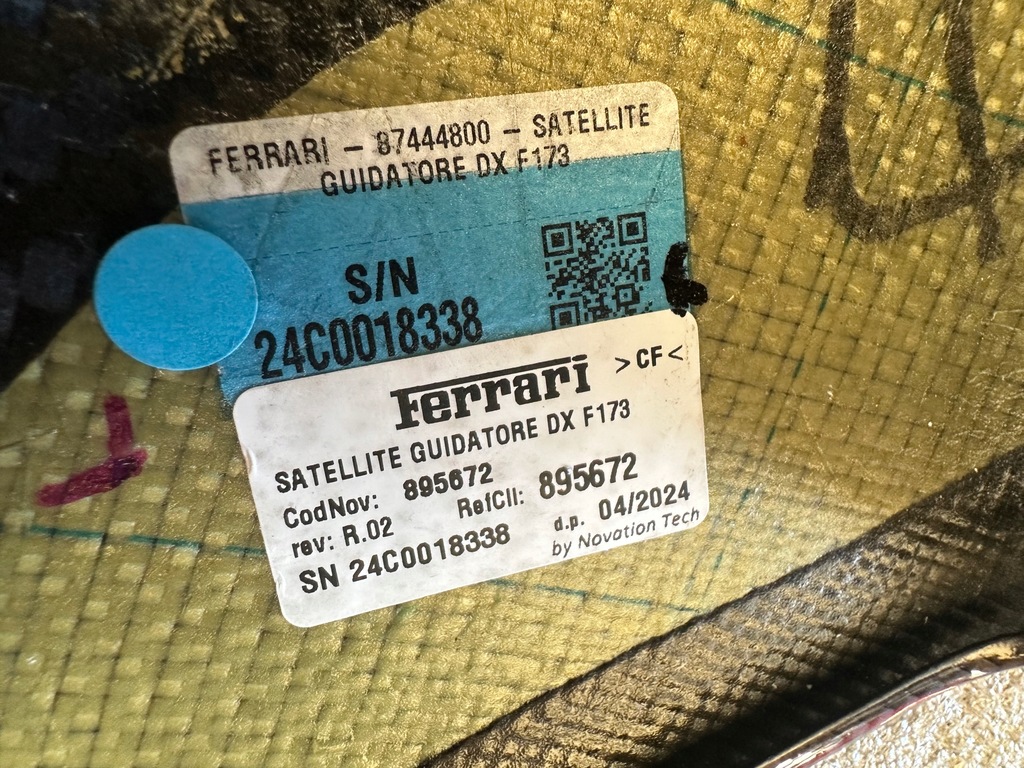 FERRARI - 87444800 - SATELLITE
GUIDATORE DX F173
S/N
24C0018338
Ferrari >CF<
SATELLITE GUIDATORE DX F173
CodNov: 895672 RefCli: 895672
rev: R.02 d.p. 04/2024
SN 24C0018338 by Novation Tech